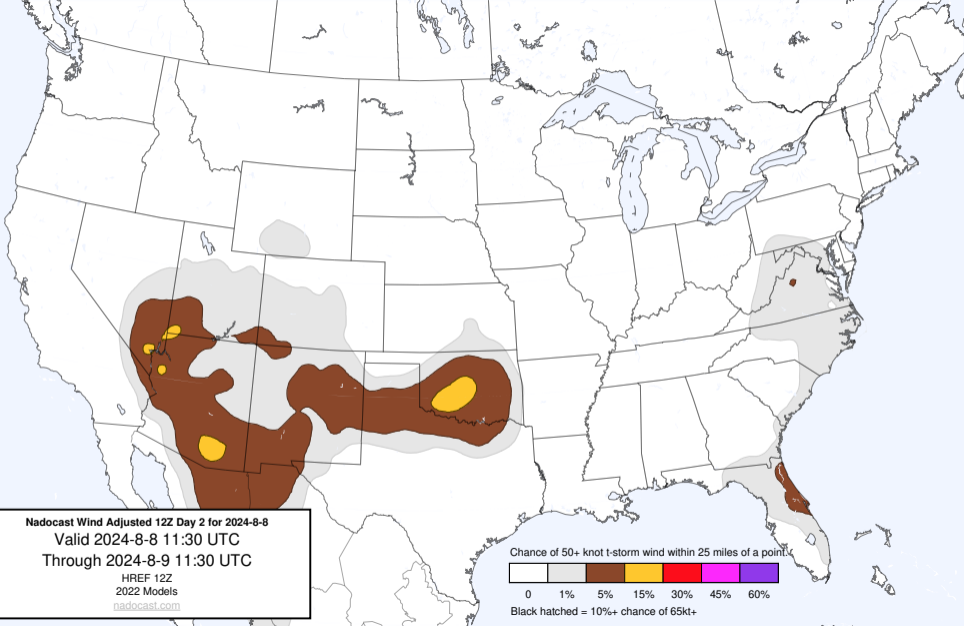 Nadocast Wind Adjusted 12Z Day 2 for 2024-8-8
Valid 2024-8-8 11:30 UTC
Through 2024-8-9 11:30 UTC
HREF 12Z
2022 Models
nadocast.com
Chance of 50+ knot t-storm wind within 25 miles of a point.
0 1% 5% 15% 30% 45% 60%
Black hatched = 10%+ chance of 65kt+